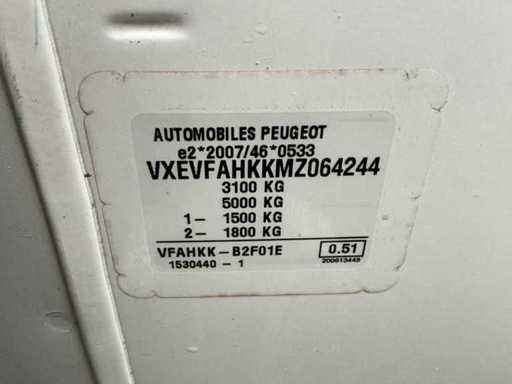 AUTOMOBILES PEUGEOT
e2*2007/46*0533
VXEVFAHKKMZ064244
3100 KG
5000 KG
1- 1500 KG
2- 1800 KG
VFAHKK-B2F01E 0.51
1530440 - 1 200613448